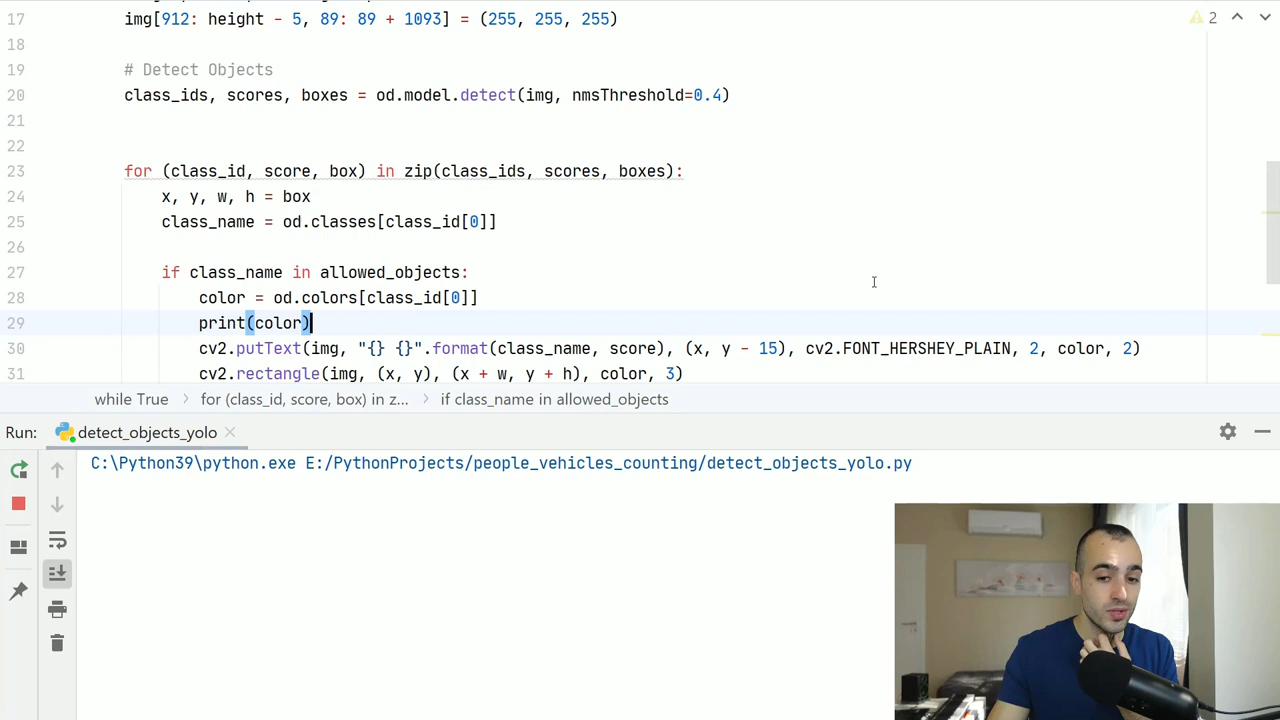 17 img[912: height - 5, 89: 89 + 1093] = (255, 255, 255)
2
18
19 # Detect Objects
20 class_ids, scores, boxes = od.model.detect(img, nmsThreshold=0.4)
21
22
23 for (class_id, score, box) in zip(class_ids, scores, boxes):
24 x, y, w, h = box
25 class_name = od.classes[class_id[0]]
26
27 if class_name in allowed_objects:
28 color = od.colors[class_id[0]]
29 print(color)
30 cv2.putText(img, "{} {}".format(class_name, score), (x, y - 15), cv2.FONT_HERSHEY_PLAIN, 2, color, 2)
31 cv2.rectangle(img, (x, y), (x + w, y + h), color, 3)
while True > for (class_id, score, box) in z... > if class_name in allowed_objects
Run: detect_objects_yolo
C:\Python39\python.exe E:/PythonProjects/people_vehicles_counting/detect_objects_yolo.py